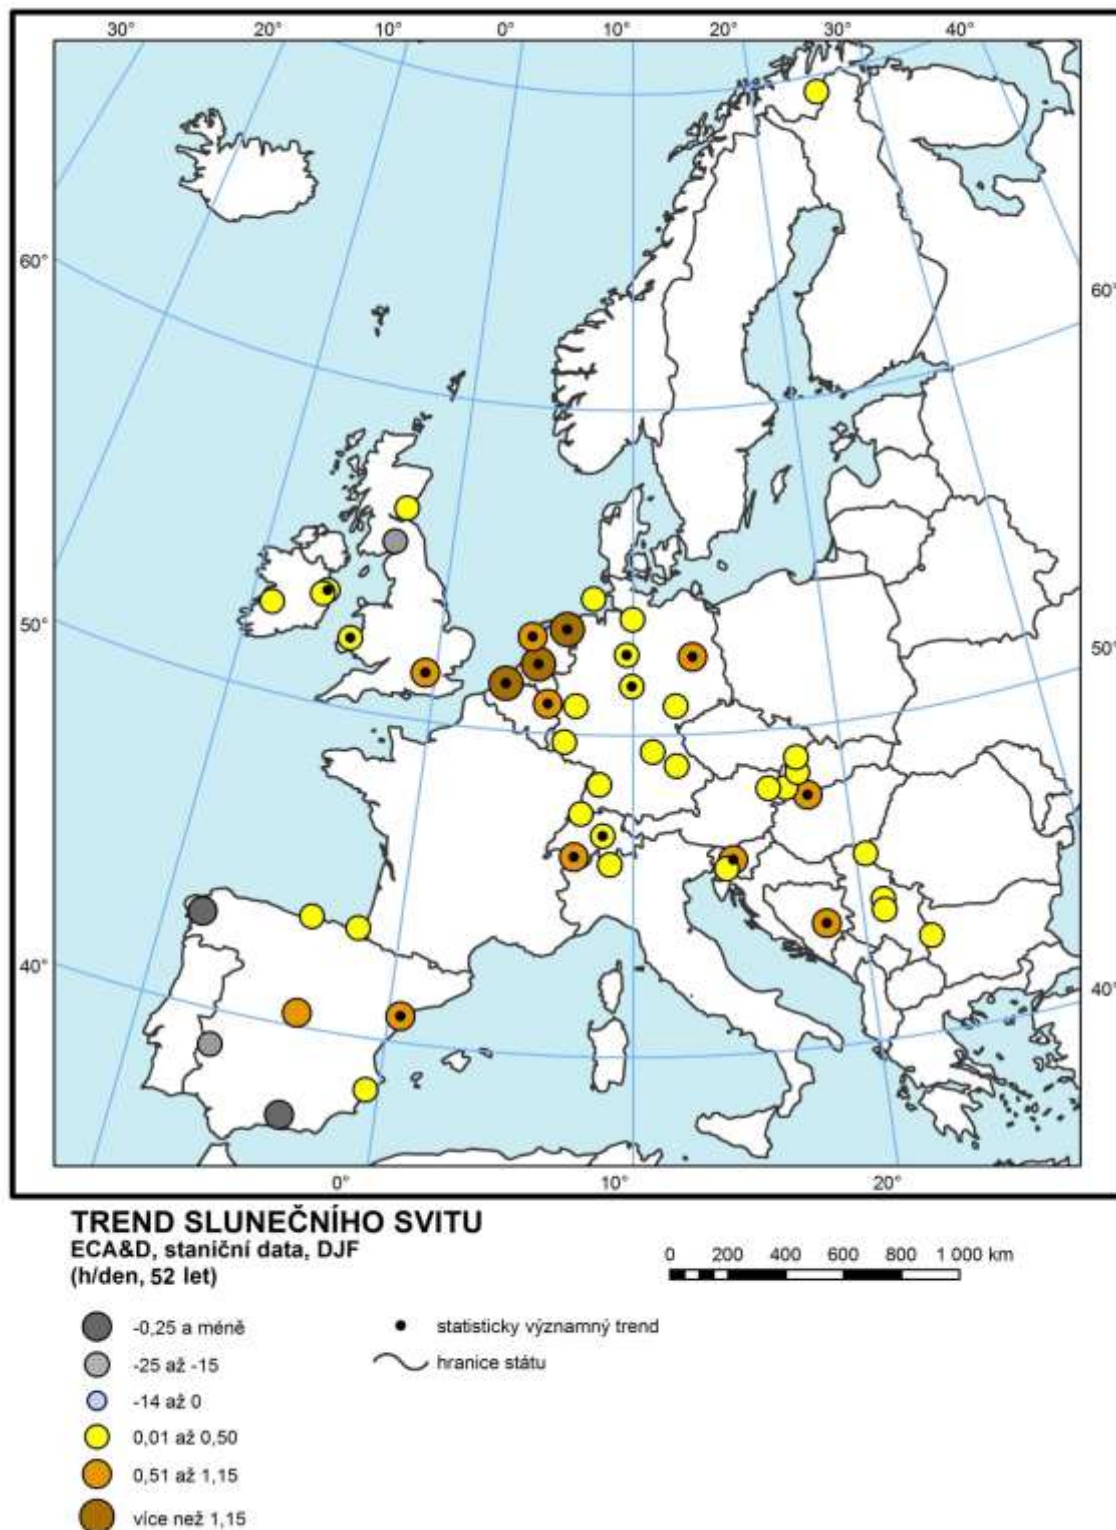 30° 20° 10° 0° 10° 20° 30° 40°
60° 60°
50° 50°
40° 40°
0° 10° 20°
TREND SLUNEČNÍHO SVITU
ECA&D, staniční data, DJF
(h/den, 52 let)
0 200 400 600 800 1 000 km
-0,25 a méně
-25 až -15
-14 až 0
0,01 až 0,50
0,51 až 1,15
více než 1,15
statisticky významný trend
hranice státu